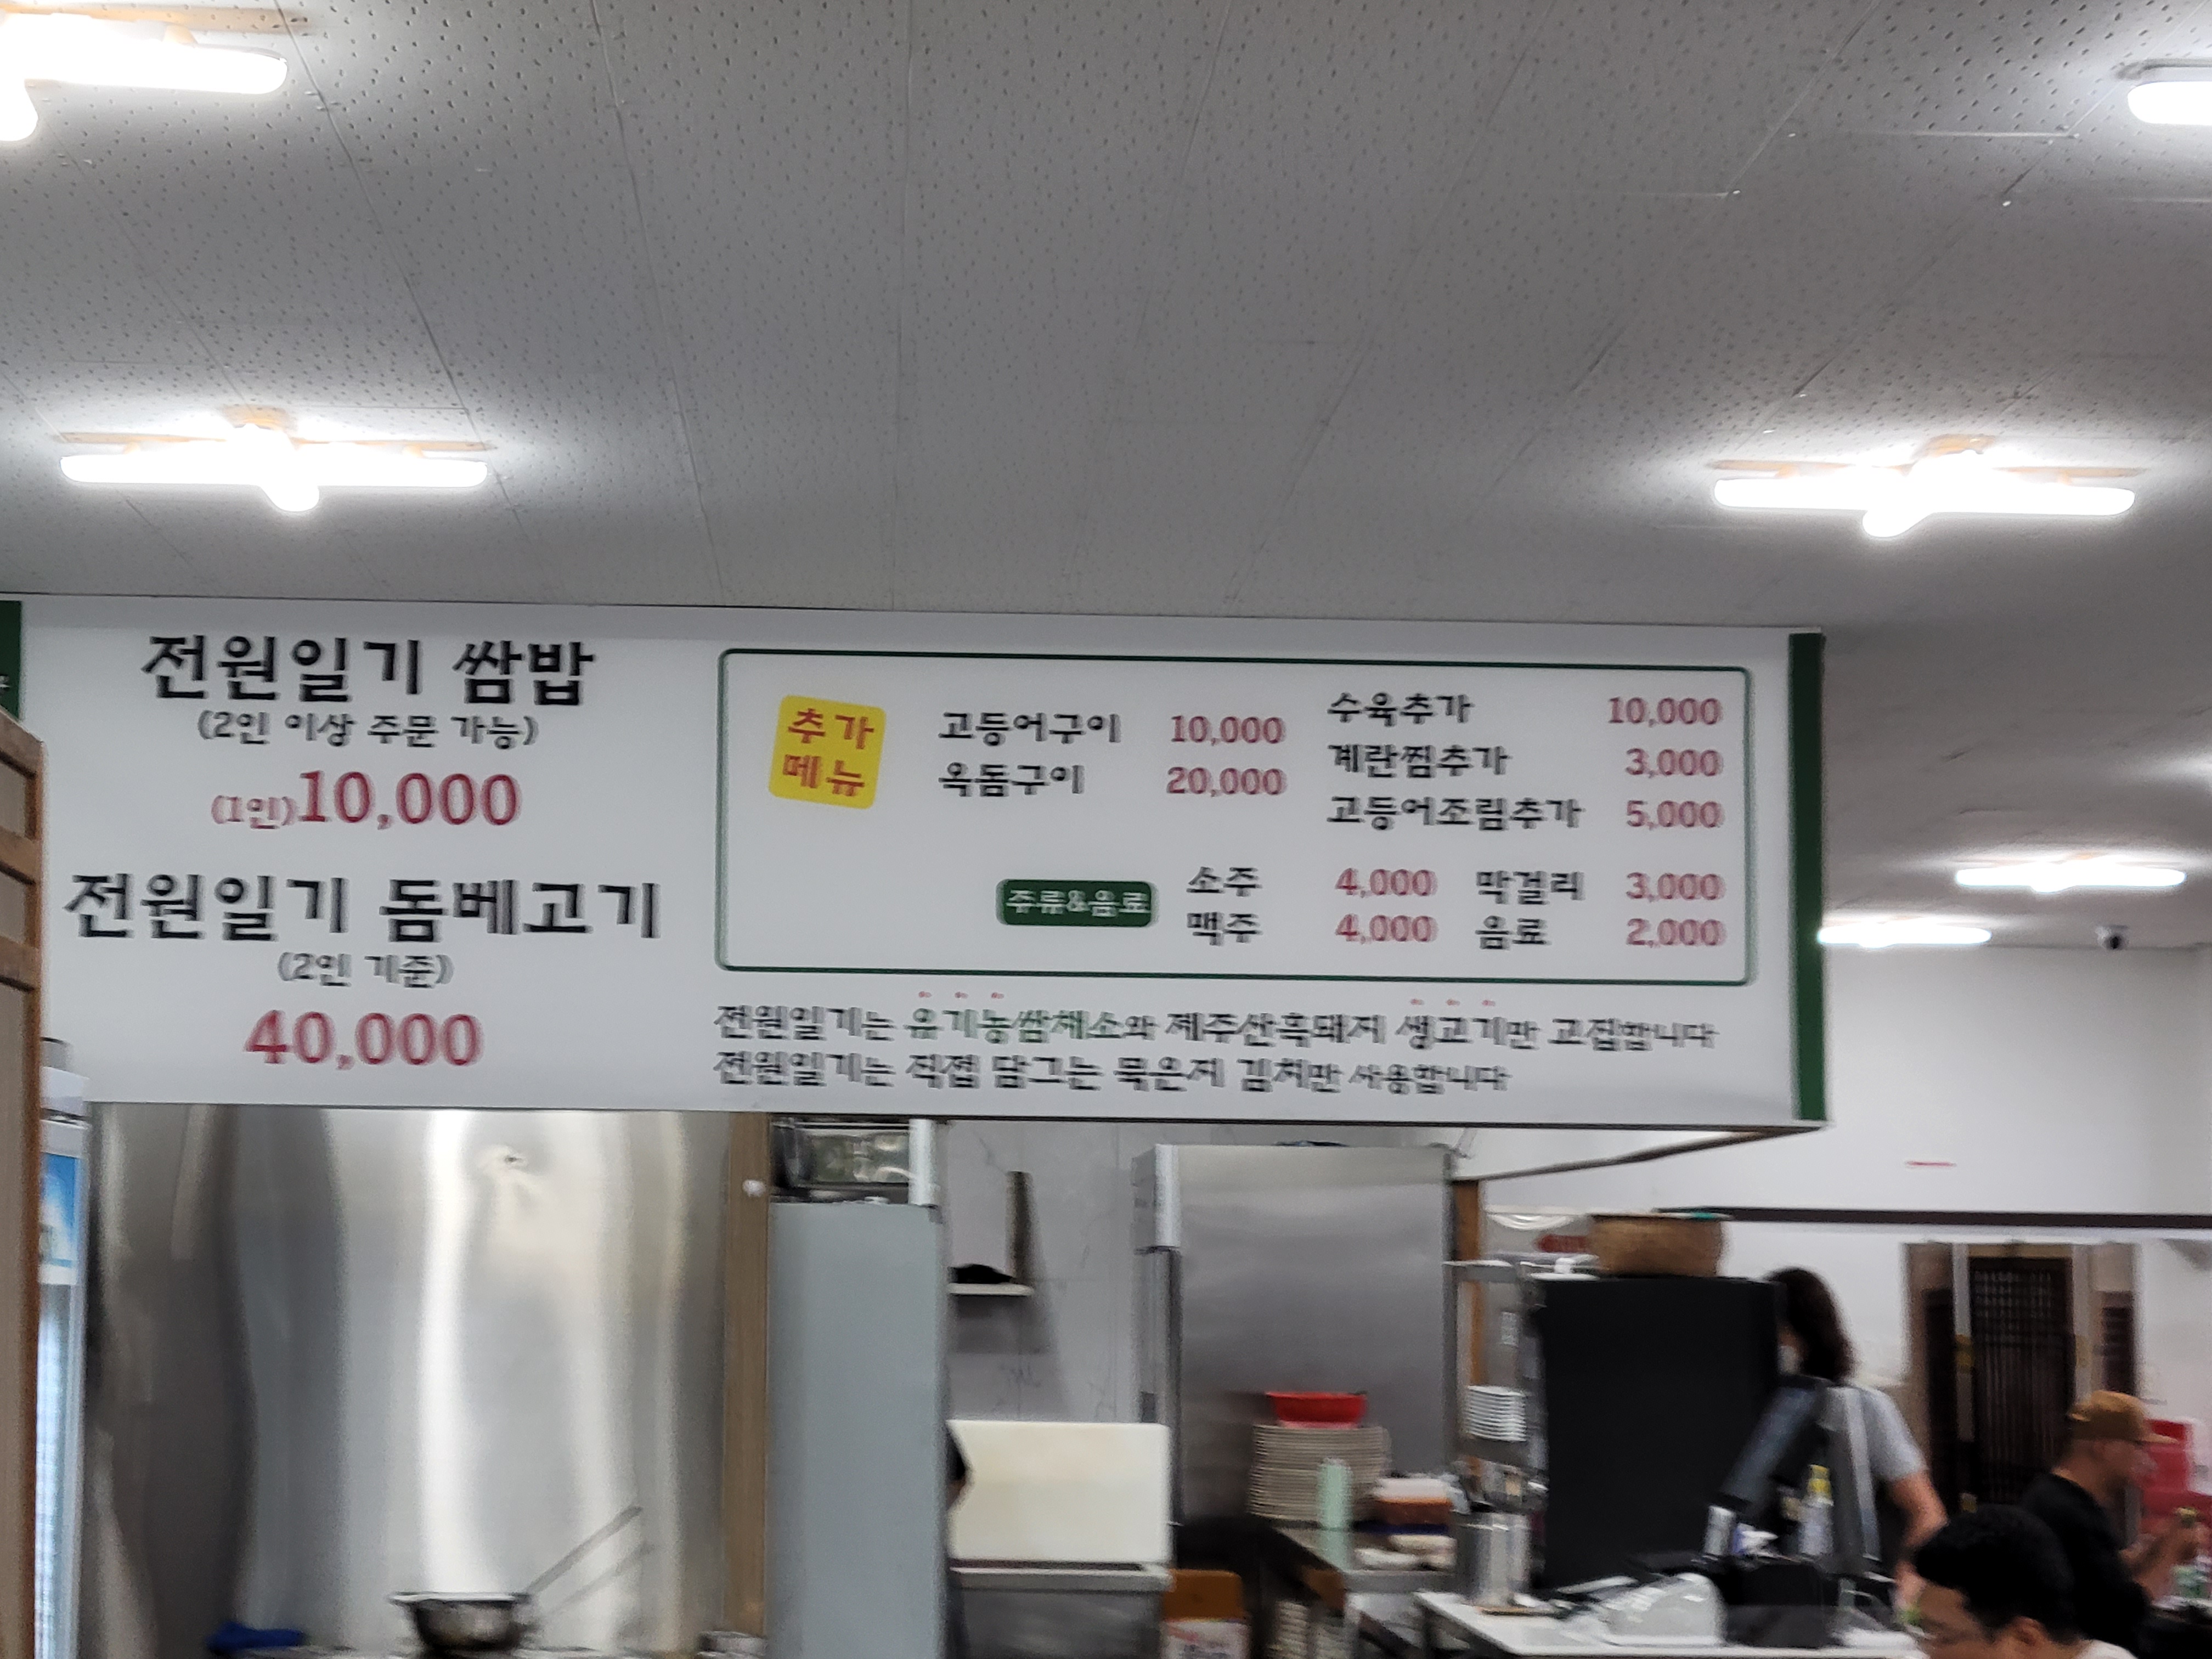 전원일기 쌈밥
(2인 이상 주문 가능)
(1인)10,000
전원일기 돔베고기
(2인 기준)
40,000
추가
메뉴
고등어구이 10,000
옥돔구이 20,000
수육추가 10,000
계란찜추가 3,000
고등어조림추가 5,000
주류&음료
소주 4,000 막걸리 3,000
맥주 4,000 음료 2,000
전원일기는 유기농쌈채소와 제주산흑돼지 생고기만 고집합니다
전원일기는 직접 담그는 묵은지 김치만 사용합니다